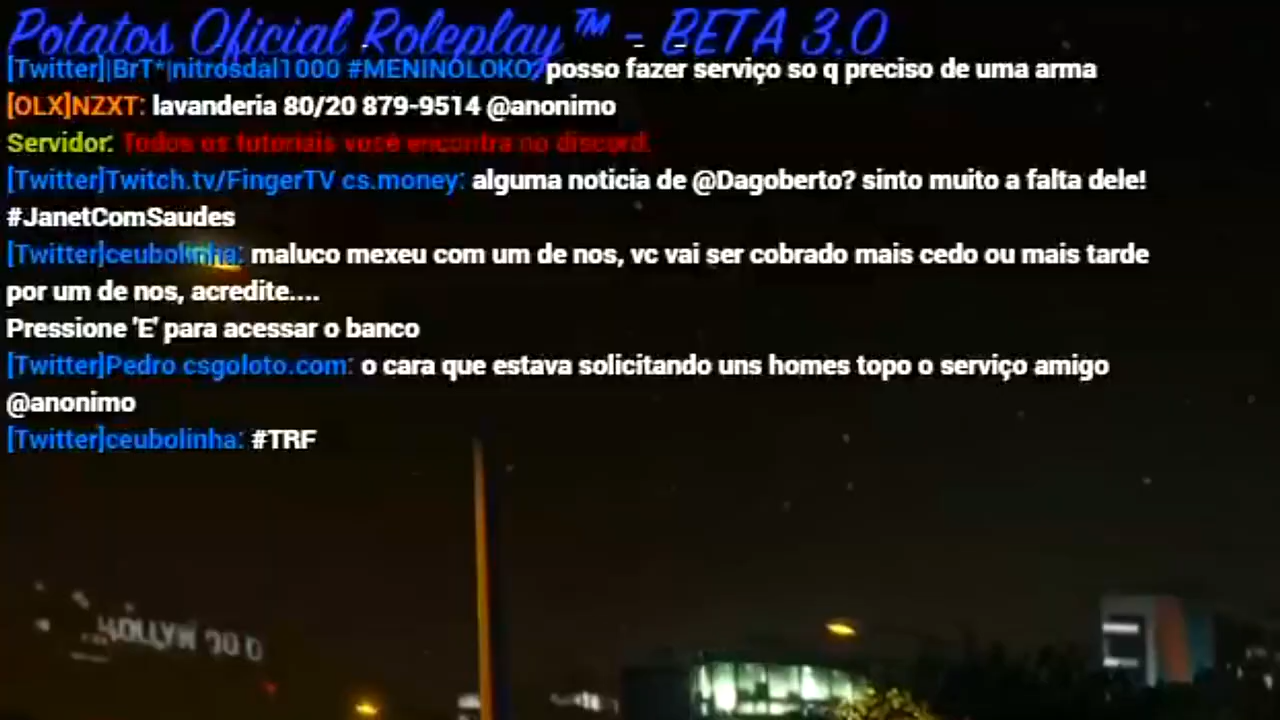 Potatos Oficial Roleplay™ - BETA 3.0
[Twitter]|BrT*|nitrosdal1000 #MENINOLOKO: posso fazer serviço so q preciso de uma arma
[OLX]NZXT: lavanderia 80/20 879-9514 @anonimo
Servidor: Todos os tutoriais você encontra no discord.
[Twitter]Twitch.tv/FingerTV cs.money: alguma noticia de @Dagoberto? sinto muito a falta dele!
#JanetComSaudes
[Twitter]ceubolinha: maluco mexeu com um de nos, vc vai ser cobrado mais cedo ou mais tarde
por um de nos, acredite....
Pressione 'E' para acessar o banco
[Twitter]Pedro csgoloto.com: o cara que estava solicitando uns homes topo o serviço amigo
@anonimo
[Twitter]ceubolinha: #TRF